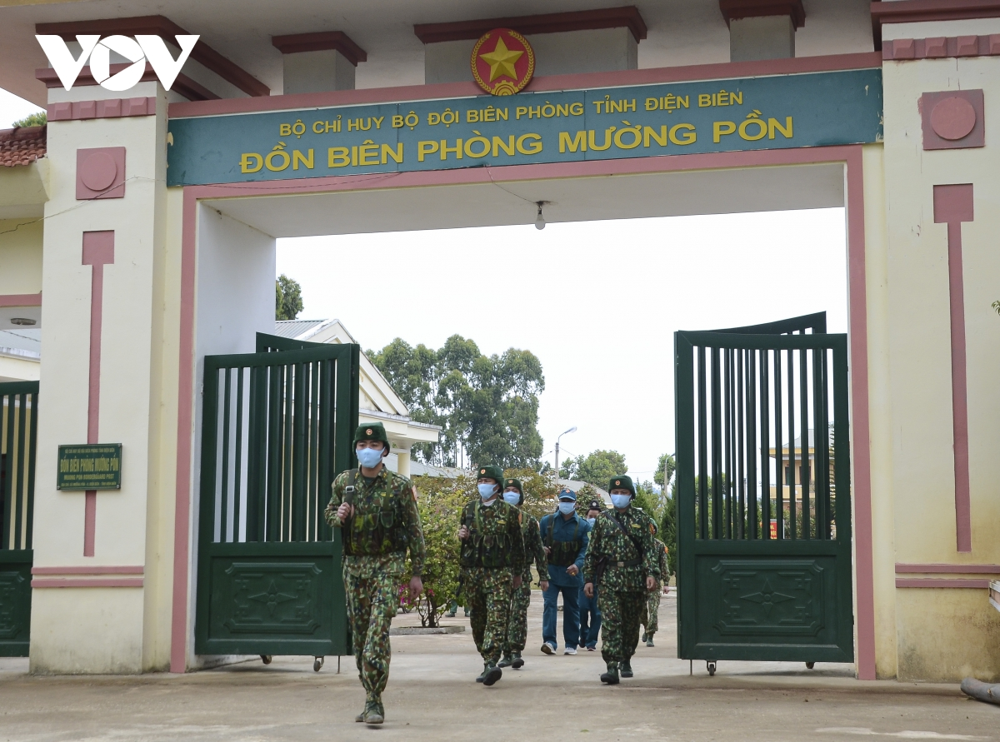 VOV
BỘ CHỈ HUY BỘ ĐỘI BIÊN PHÒNG TỈNH ĐIỆN BIÊN
ĐỒN BIÊN PHÒNG MƯỜNG PỒN
ĐỒN BIÊN PHÒNG MƯỜNG PỒN